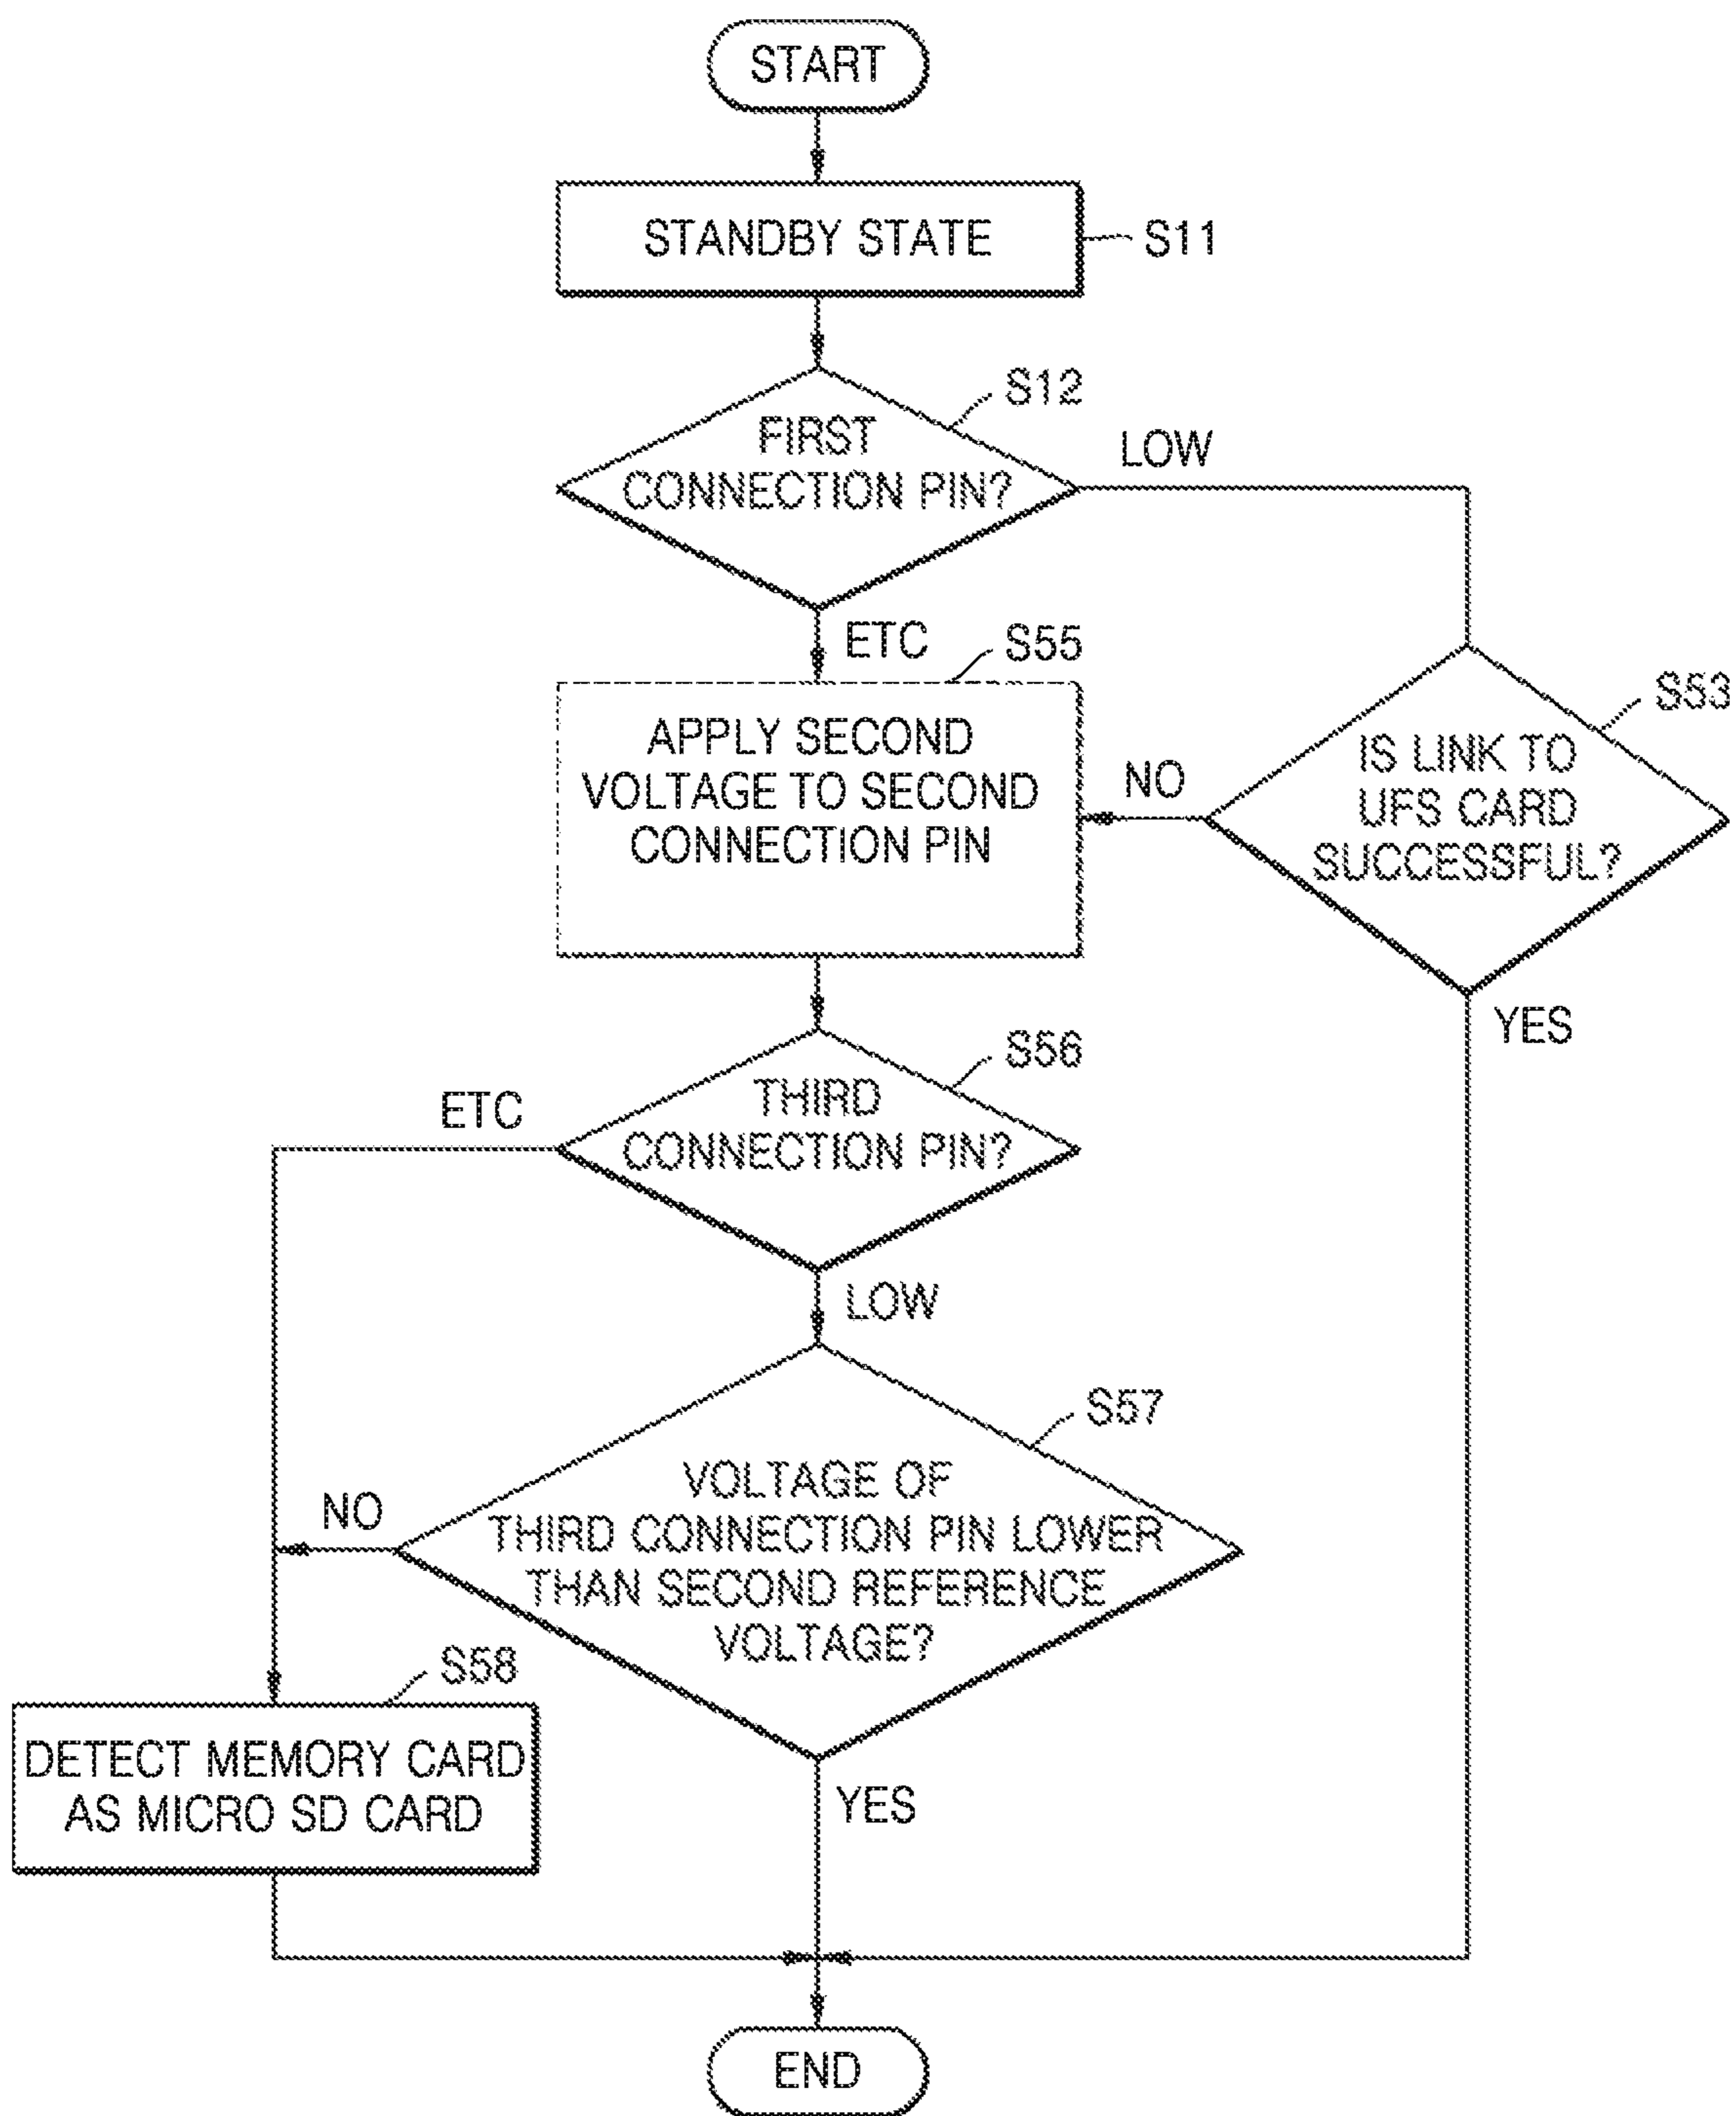 START
STANDBY STATE
S11
S12
FIRST
CONNECTION PIN?
LOW
ETC
S55
APPLY SECOND
VOLTAGE TO SECOND
CONNECTION PIN
NO
S53
IS LINK TO
UFS CARD
SUCCESSFUL?
YES
S56
THIRD
CONNECTION PIN?
ETC
LOW
S57
VOLTAGE OF
THIRD CONNECTION PIN LOWER
THAN SECOND REFERENCE
VOLTAGE?
NO
S58
DETECT MEMORY CARD
AS MICRO SD CARD
YES
END